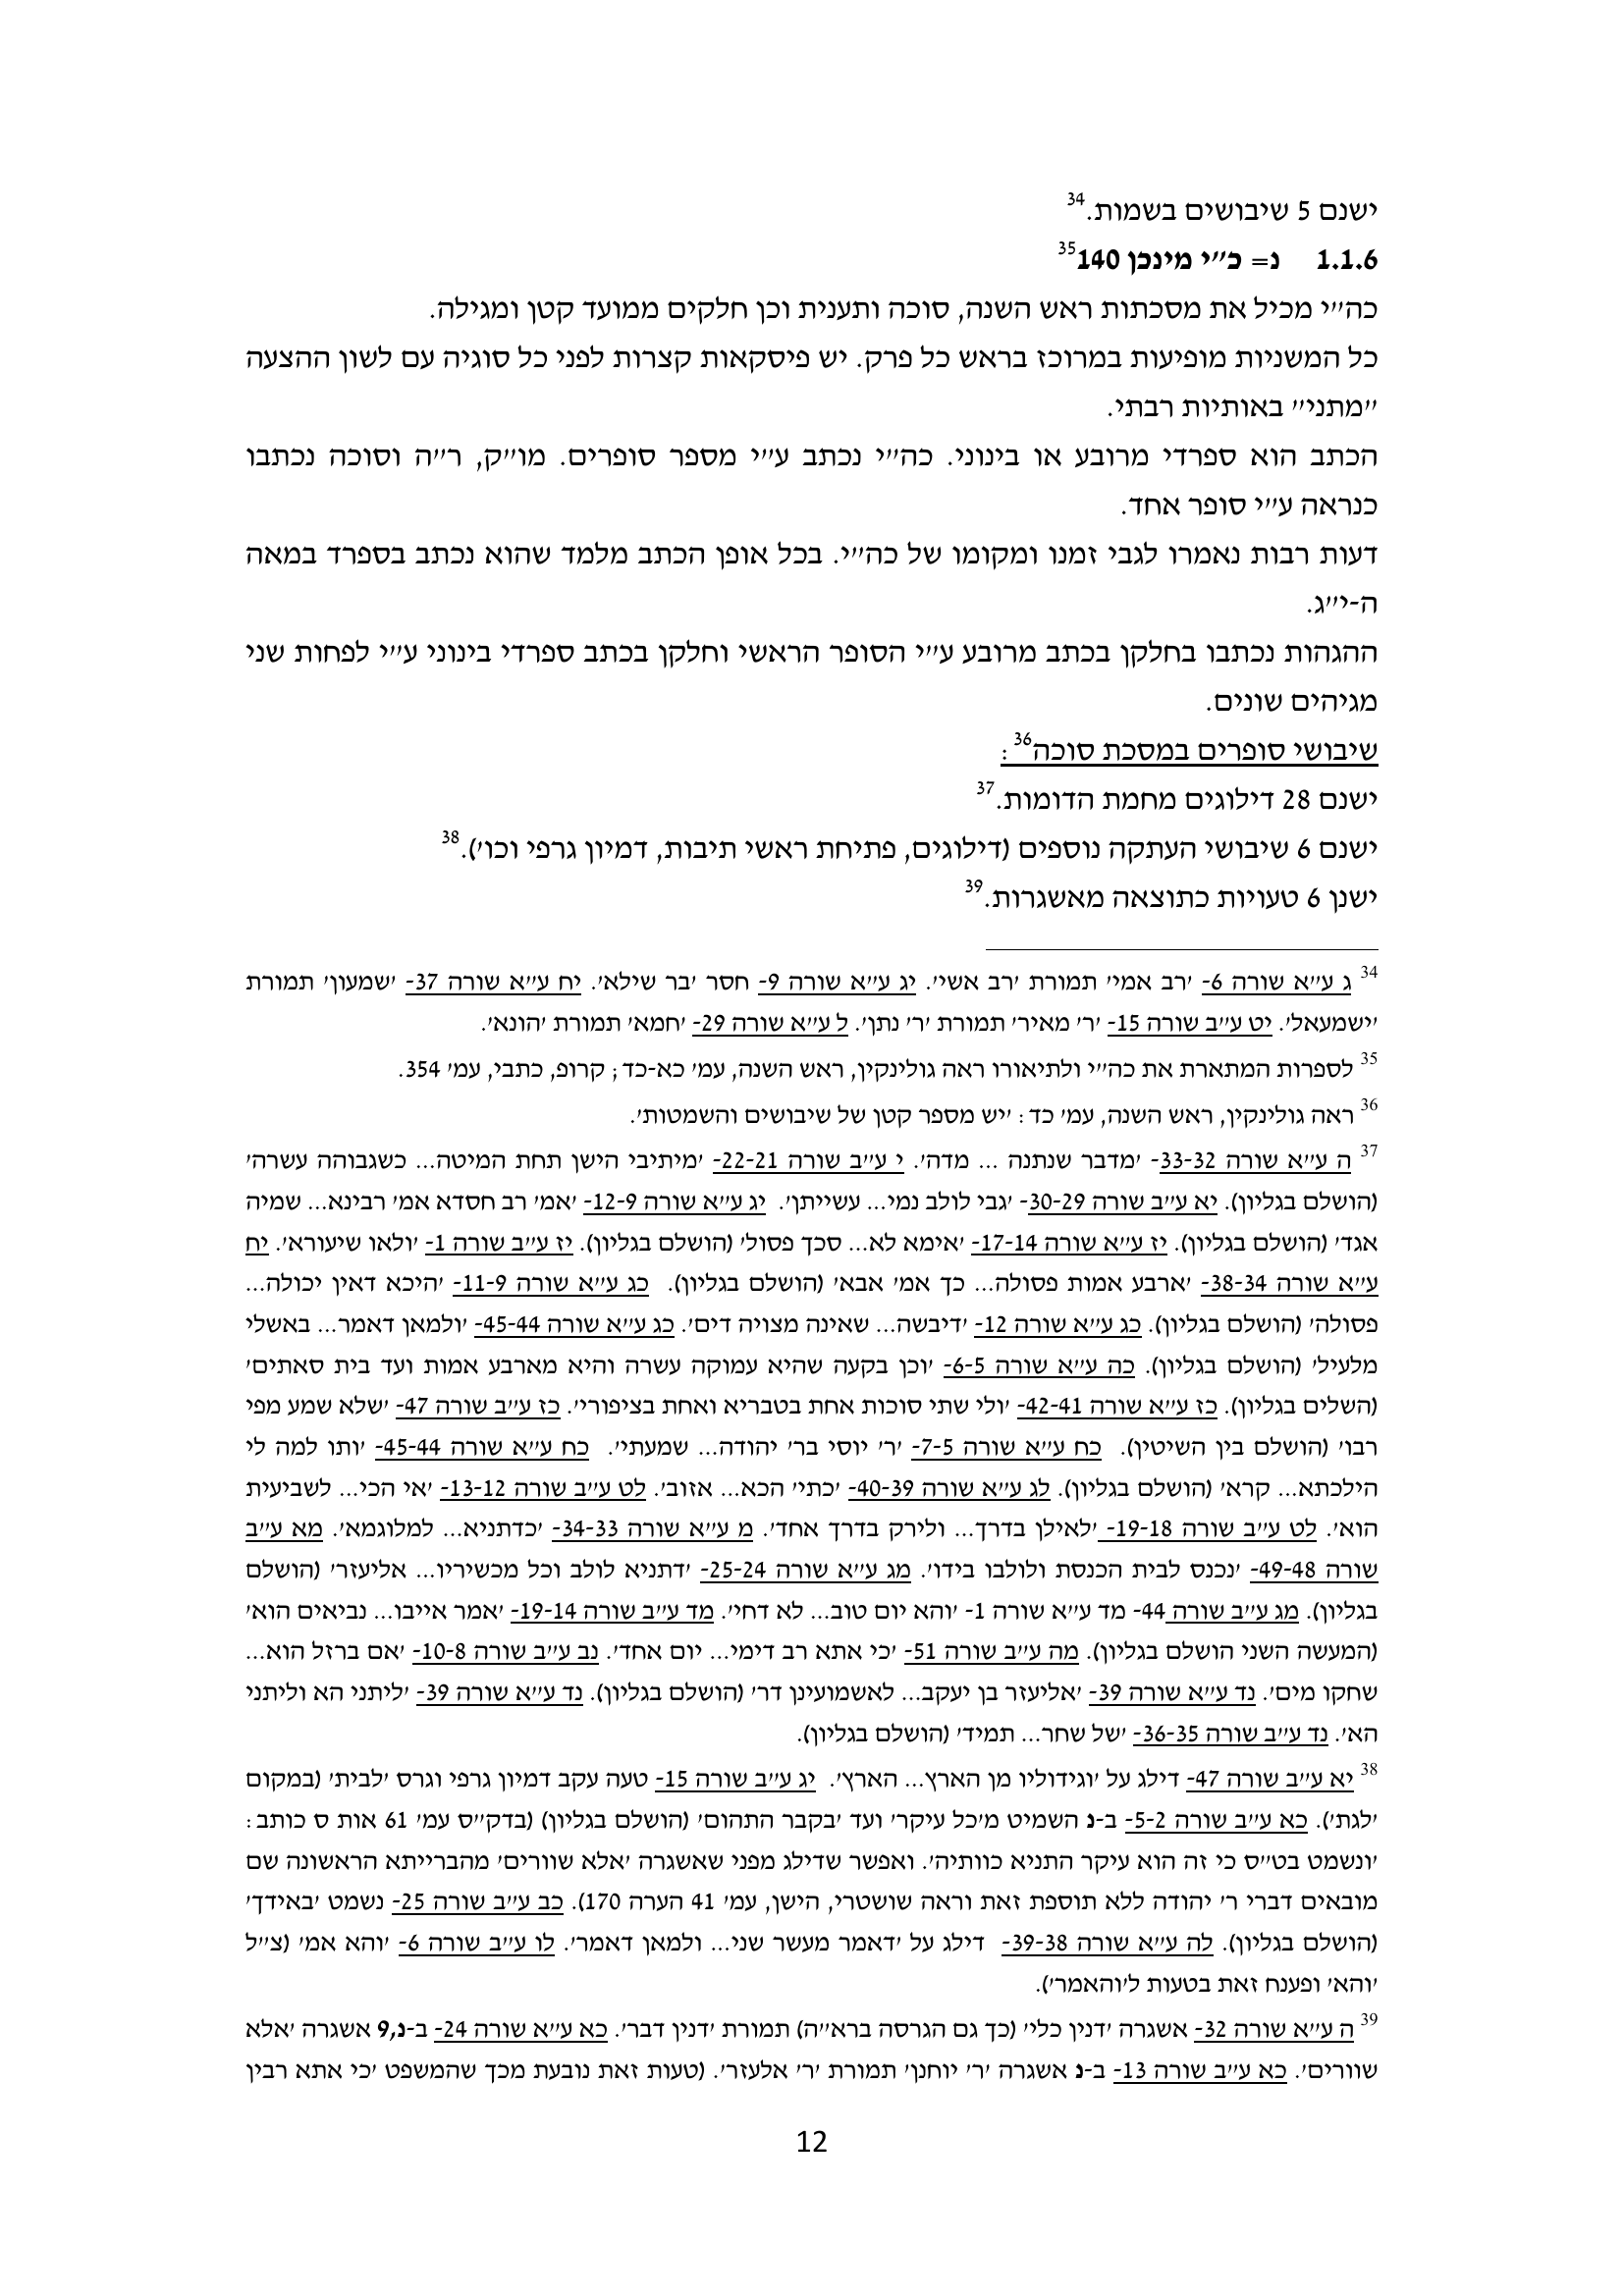 ישנם 5 שיבושים בשמות.34
1.1.6 נ= כ״י מינכן 140 35
כה״י מכיל את מסכתות ראש השנה, סוכה ותענית וכן חלקים ממועד קטן ומגילה.
כל המשניות מופיעות במרוכז בראש כל פרק. יש פיסקאות קצרות לפני כל סוגיה עם לשון ההצעה
״מתני״ באותיות רבתי.
הכתב הוא ספרדי מרובע או בינוני. כה״י נכתב ע״י מספר סופרים. מו״ק, ר״ה וסוכה נכתבו
כנראה ע״י סופר אחד.
דעות רבות נאמרו לגבי זמנו ומקומו של כה״י. בכל אופן הכתב מלמד שהוא נכתב בספרד במאה
ה-י״ג.
ההגהות נכתבו בחלקן בכתב מרובע ע״י הסופר הראשי וחלקן בכתב ספרדי בינוני ע״י לפחות שני
מגיהים שונים.
שיבושי סופרים במסכת סוכה36:
ישנם 28 דילוגים מחמת הדומות.37
ישנם 6 שיבושי העתקה נוספים (דילוגים, פתיחת ראשי תיבות, דמיון גרפי וכו׳).38
ישנן 6 טעויות כתוצאה מאשגרות.39
34 ג ע״א שורה 6- ׳רב אמי׳ תמורת ׳רב אשי׳. יג ע״א שורה 9- חסר ׳בר שילא׳. יח ע״א שורה 37- ׳שמעון׳ תמורת
׳ישמעאל׳. יט ע״ב שורה 15- ׳ר׳ מאיר׳ תמורת ׳ר׳ נתן׳. ל ע״א שורה 29- ׳חמא׳ תמורת ׳הונא׳.
35 לספרות המתארת את כה״י ולתיאורו ראה גולינקין, ראש השנה, עמ׳ כא-כד; קרופ, כתבי, עמ׳ 354.
36 ראה גולינקין, ראש השנה, עמ׳ כד: ׳יש מספר קטן של שיבושים והשמטות׳.
37 ה ע״א שורה 33-32- ׳מדבר שנתנה ... מדה׳. י ע״ב שורה 22-21- ׳מיתיבי הישן תחת המיטה... כשגבוהה עשרה׳
(הושלם בגליון). יא ע״ב שורה 30-29- ׳גבי לולב נמי... עשייתן׳. יג ע״א שורה 12-9- ׳אמ׳ רב חסדא אמ׳ רבינא... שמיה
אגד׳ (הושלם בגליון). יז ע״א שורה 17-14- ׳אימא לא... סכך פסול׳ (הושלם בגליון). יז ע״ב שורה 1- ׳ולאו שיעורא׳. יח
ע״א שורה 38-34- ׳ארבע אמות פסולה... כך אמ׳ אבא׳ (הושלם בגליון). כג ע״א שורה 11-9- ׳היכא דאין יכולה...
פסולה׳ (הושלם בגליון). כג ע״א שורה 12- ׳דיבשה... שאינה מצויה דים׳. כג ע״א שורה 45-44- ׳ולמאן דאמר... באשלי
מלעיל׳ (הושלם בגליון). כה ע״א שורה 6-5- ׳וכן בקעה שהיא עמוקה עשרה והיא מארבע אמות ועד בית סאתים׳
(השלים בגליון). כז ע״א שורה 42-41- ׳ולי שתי סוכות אחת בטבריא ואחת בציפורי׳. כז ע״ב שורה 47- ׳שלא שמע מפי
רבו׳ (הושלם בין השיטין). כח ע״א שורה 7-5- ׳ר׳ יוסי בר׳ יהודה... שמעתי׳. כח ע״א שורה 45-44- ׳ותו למה לי
הילכתא... קרא׳ (הושלם בגליון). לג ע״א שורה 40-39- ׳כתי׳ הכא... אזוב׳. לט ע״ב שורה 13-12- ׳אי הכי... לשביעית
הוא׳. לט ע״ב שורה 19-18- ׳לאילן בדרך... ולירק בדרך אחד׳. מ ע״א שורה 34-33- ׳כדתניא... למלוגמא׳. מא ע״ב
שורה 49-48- ׳נכנס לבית הכנסת ולולבו בידו׳. מג ע״א שורה 25-24- ׳דתניא לולב וכל מכשיריו... אליעזר׳ (הושלם
בגליון). מג ע״ב שורה 44- מד ע״א שורה 1- ׳והא יום טוב... לא דחי׳. מד ע״ב שורה 19-14- ׳אמר אייבו... נביאים הוא׳
(המעשה השני הושלם בגליון). מה ע״ב שורה 51- ׳כי אתא רב דימי... יום אחד׳. נב ע״ב שורה 10-8- ׳אם ברזל הוא...
שחקו מים׳. נד ע״א שורה 39- ׳אליעזר בן יעקב... לאשמועינן דר׳ (הושלם בגליון). נד ע״א שורה 39- ׳ליתני הא וליתני
הא׳. נד ע״ב שורה 36-35- ׳של שחר... תמיד׳ (הושלם בגליון).
38 יא ע״ב שורה 47- דילג על ׳וגידוליו מן הארץ... הארץ׳. יג ע״ב שורה 15- טעה עקב דמיון גרפי וגרס ׳לבית׳ (במקום
׳לגת׳). כא ע״ב שורה 5-2- ב-נ השמיט מ׳כל עיקר׳ ועד ׳בקבר התהום׳ (הושלם בגליון) (בדק״ס עמ׳ 61 אות ס כותב:
׳ונשמט בט״ס כי זה הוא עיקר התניא כוותיה׳. ואפשר שדילג מפני שאשגרה ׳אלא שוורים׳ מהברייתא הראשונה שם
מובאים דברי ר׳ יהודה ללא תוספת זאת וראה שושטרי, הישן, עמ׳ 41 הערה 170). כב ע״ב שורה 25- נשמט ׳באידך׳
(הושלם בגליון). לה ע״א שורה 39-38- דילג על ׳דאמר מעשר שני... ולמאן דאמר׳. לו ע״ב שורה 6- ׳והא אמ׳ (צ״ל
׳והא׳ ופענח זאת בטעות ל׳והאמר׳).
39 ה ע״א שורה 32- אשגרה ׳דנין כלי׳ (כך גם הגרסה ברא״ה) תמורת ׳דנין דבר׳. כא ע״א שורה 24- ב-נ,9 אשגרה ׳אלא
שוורים׳. כא ע״ב שורה 13- ב-נ אשגרה ׳ר׳ יוחנן׳ תמורת ׳ר׳ אלעזר׳. (טעות זאת נובעת מכך שהמשפט ׳כי אתא רבין
12